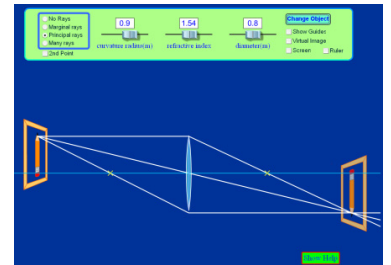 No Rays
Marginal rays
Principal rays
Many rays
2nd Point
0.9
curvature radius(m)
1.54
refractive index
0.8
diameter(m)
Change Object
Show Guides
Virtual Image
Screen Ruler
Show Help